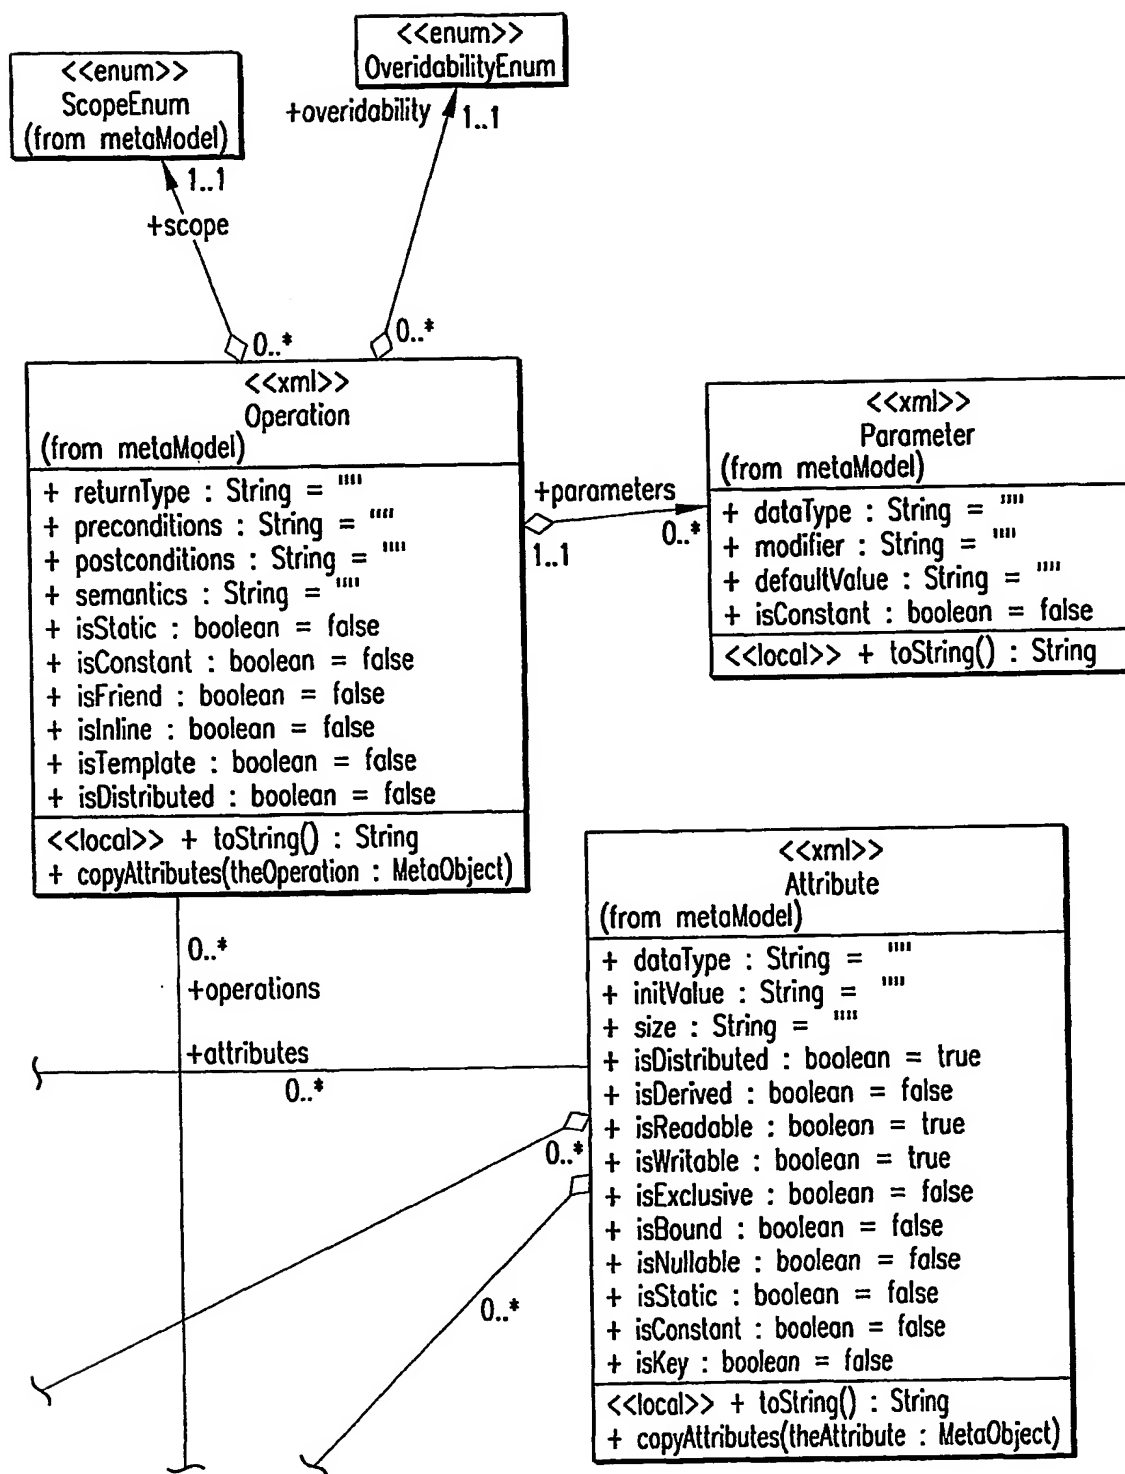 <<enum>>
ScopeEnum
(from metaModel)
1..1
+scope
<<enum>>
OveridabilityEnum
+overidability
1..1
0..*
0..*
<<xml>>
Operation
(from metaModel)
+ returnType : String = ""
+ preconditions : String = ""
+ postconditions : String = ""
+ semantics : String = ""
+ isStatic : boolean = false
+ isConstant : boolean = false
+ isFriend : boolean = false
+ isInline : boolean = false
+ isTemplate : boolean = false
+ isDistributed : boolean = false
<<local>> + toString() : String
+ copyAttributes(theOperation : MetaObject)
+parameters
1..1
0..*
<<xml>>
Parameter
(from metaModel)
+ dataType : String = ""
+ modifier : String = ""
+ defaultValue : String = ""
+ isConstant : boolean = false
<<local>> + toString() : String
0..*
+operations
+attributes
0..*
0..*
0..*
<<xml>>
Attribute
(from metaModel)
+ dataType : String = ""
+ initValue : String = ""
+ size : String = ""
+ isDistributed : boolean = true
+ isDerived : boolean = false
+ isReadable : boolean = true
+ isWritable : boolean = true
+ isExclusive : boolean = false
+ isBound : boolean = false
+ isNullable : boolean = false
+ isStatic : boolean = false
+ isConstant : boolean = false
+ isKey : boolean = false
<<local>> + toString() : String
+ copyAttributes(theAttribute : MetaObject)